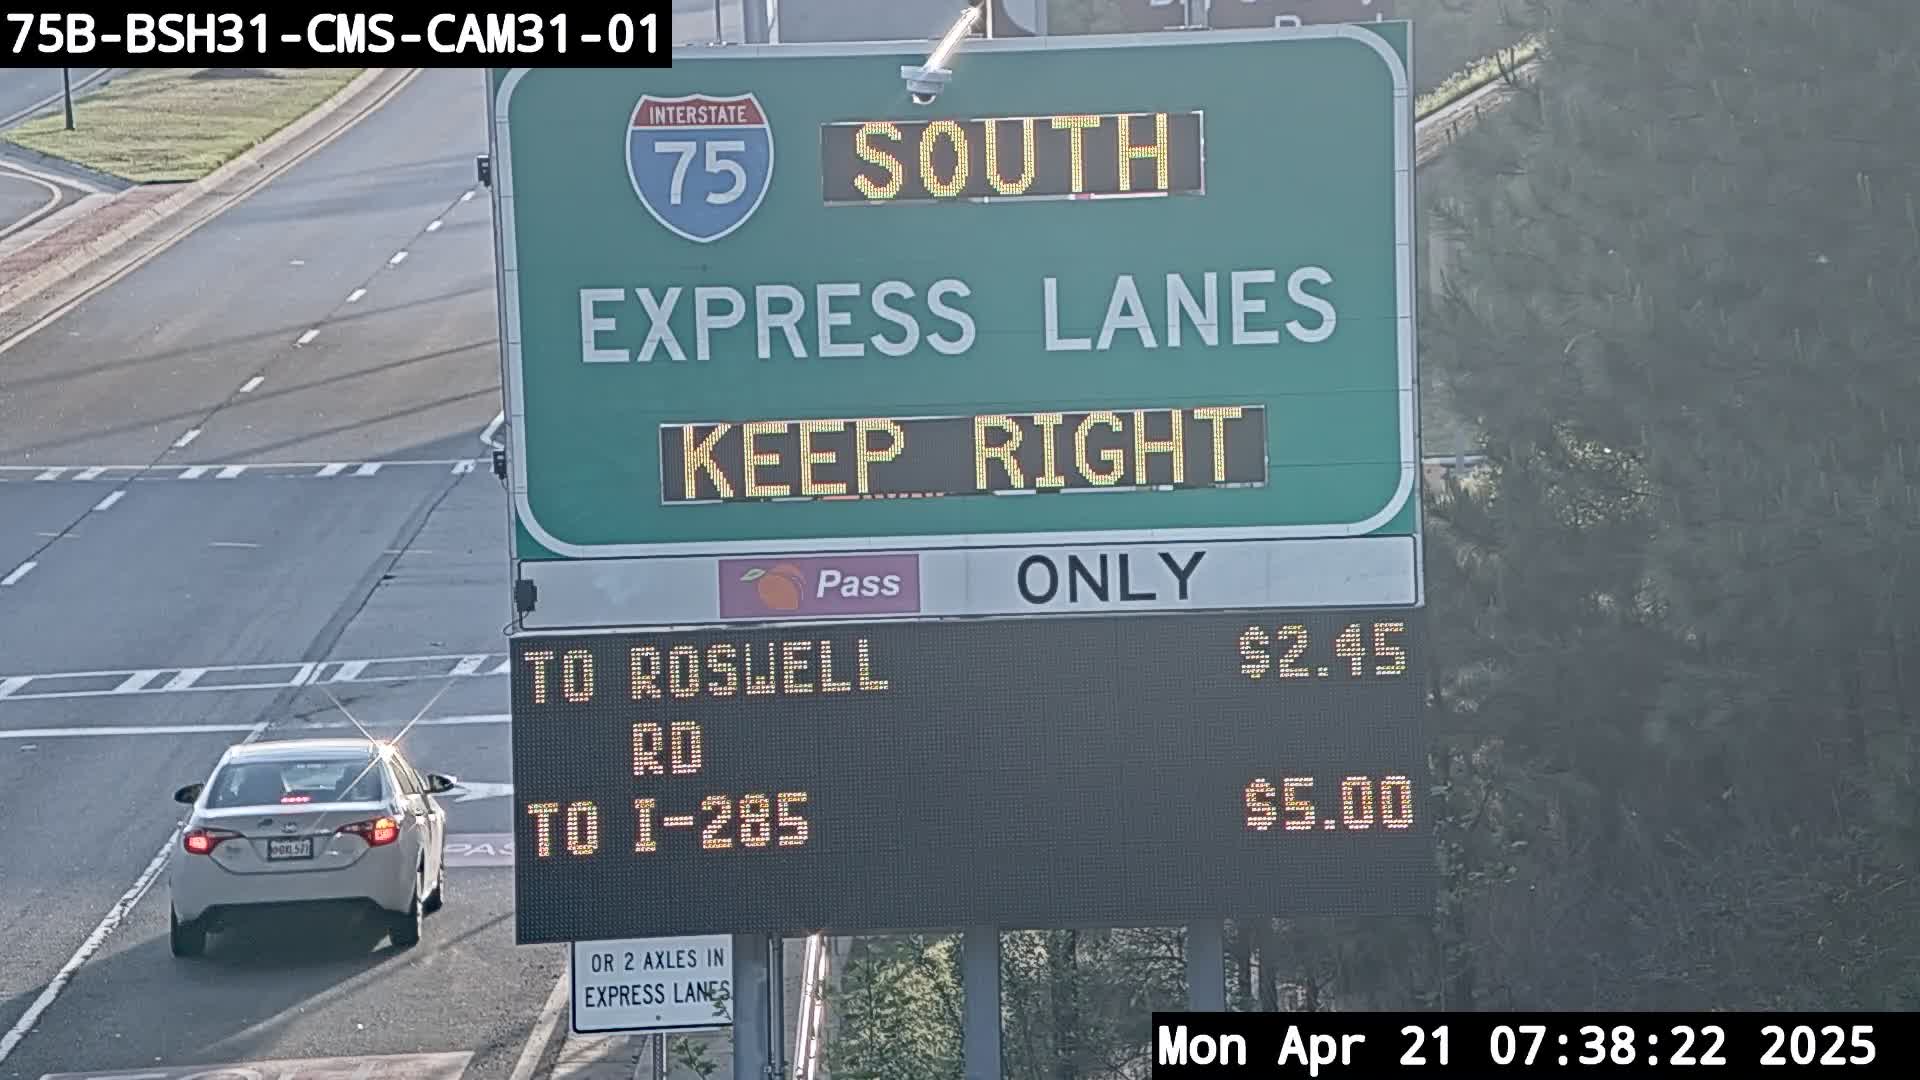 75B-BSH31-CMS-CAM31-01
INTERSTATE
75
SOUTH
EXPRESS LANES
KEEP RIGHT
Pass ONLY
TO ROSWELL $2.45
RD
TO I-285 $5.00
OR 2 AXLES IN
EXPRESS LANES
Mon Apr 21 07:38:22 2025